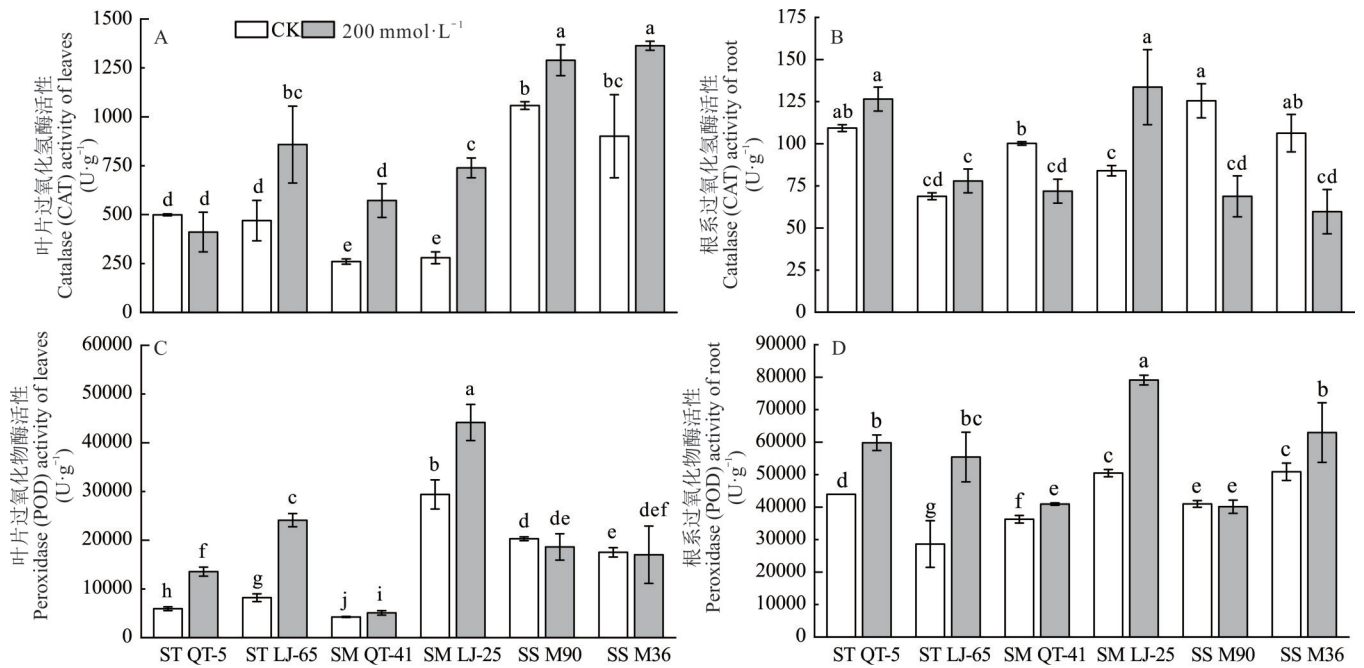 A
CK 200 mmol·L⁻¹
叶片过氧化氢酶活性
Catalase (CAT) activity of leaves
(U·g⁻¹)
1500
1250
1000
750
500
250
0
d d d bc e d e c b a bc a
B
根系过氧化氢酶活性
Catalase (CAT) activity of root
(U·g⁻¹)
175
150
125
100
75
50
25
0
ab a cd c b cd c a a cd ab cd
C
叶片过氧化物酶活性
Peroxidase (POD) activity of leaves
(U·g⁻¹)
60000
50000
40000
30000
20000
10000
0
h f g c j i b a d de e def
ST QT-5 ST LJ-65 SM QT-41 SM LJ-25 SS M90 SS M36
D
根系过氧化物酶活性
Peroxidase (POD) activity of root
(U·g⁻¹)
90000
80000
70000
60000
50000
40000
30000
20000
10000
0
d b g bc f e c a e e c b
ST QT-5 ST LJ-65 SM QT-41 SM LJ-25 SS M90 SS M36